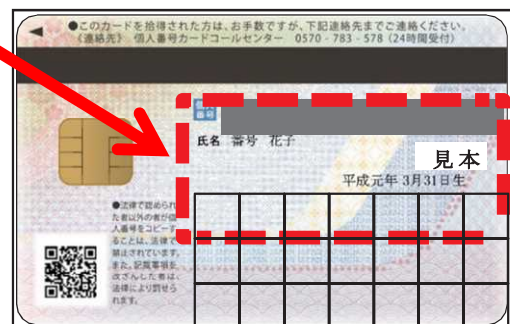 ●このカードを拾得された方は、お手数ですが、下記連絡先までご連絡ください。
《連絡先》 個人番号カードコールセンター 0570-783-578（24時間受付）
個人
番号
氏名 番号 花子
見本
平成元年 3月31日生
●法律で認められ
た者以外の者が個
人番号をコピーす
ることは、法律で
禁止されています。
また、記載事項を
改ざんした者は、
法律により罰せら
れます。